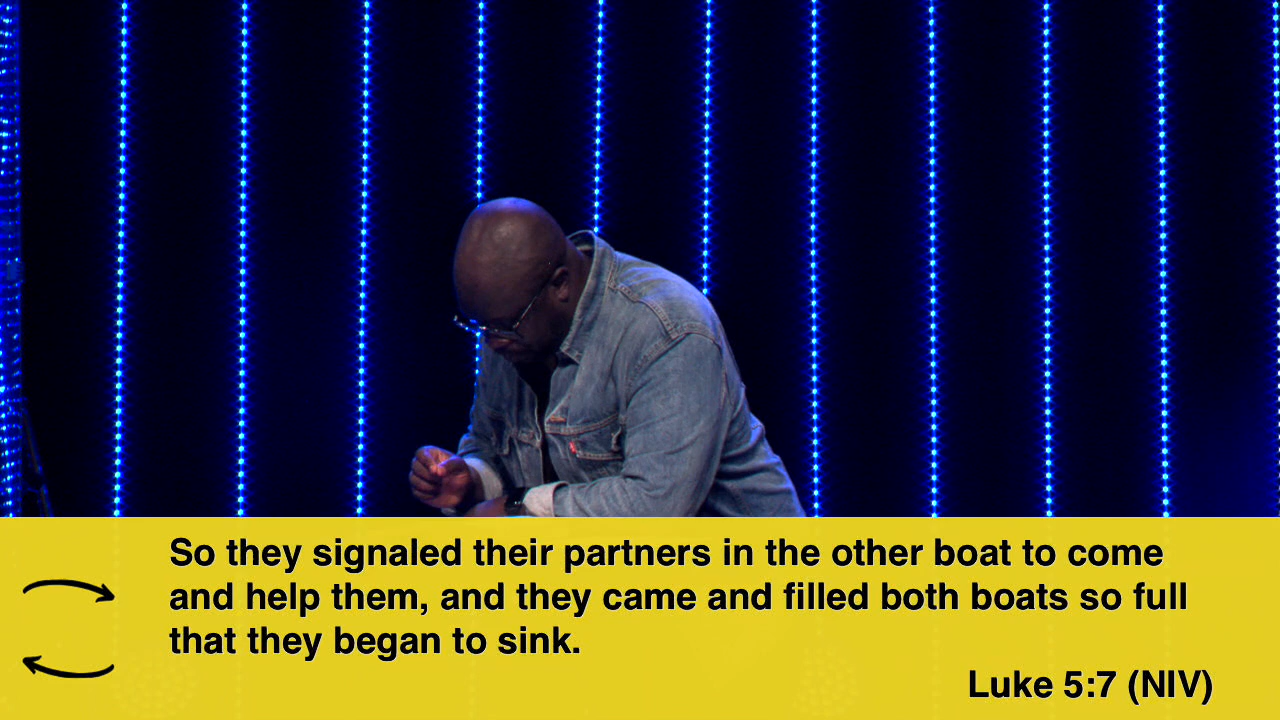 So they signaled their partners in the other boat to come
and help them, and they came and filled both boats so full
that they began to sink.
Luke 5:7 (NIV)